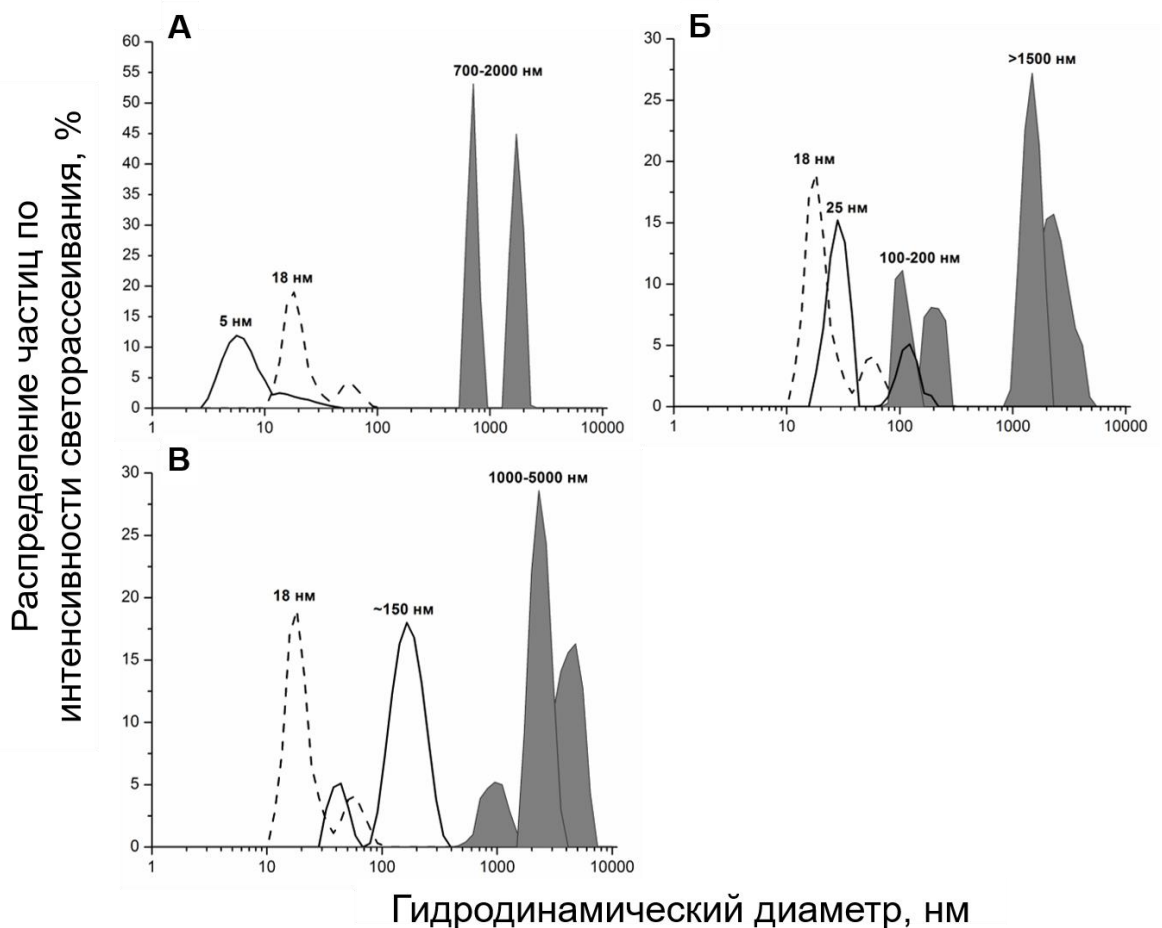 Распределение частиц по
интенсивности светорассеивания, %
А
60
55
50
45
40
35
30
25
20
15
10
5
0
700-2000 нм
18 нм
5 нм
1
10
100
1000
10000
Б
30
25
20
15
10
5
0
>1500 нм
18 нм
25 нм
100-200 нм
1
10
100
1000
10000
В
30
25
20
15
10
5
0
1000-5000 нм
18 нм
~150 нм
1
10
100
1000
10000
Гидродинамический диаметр, нм